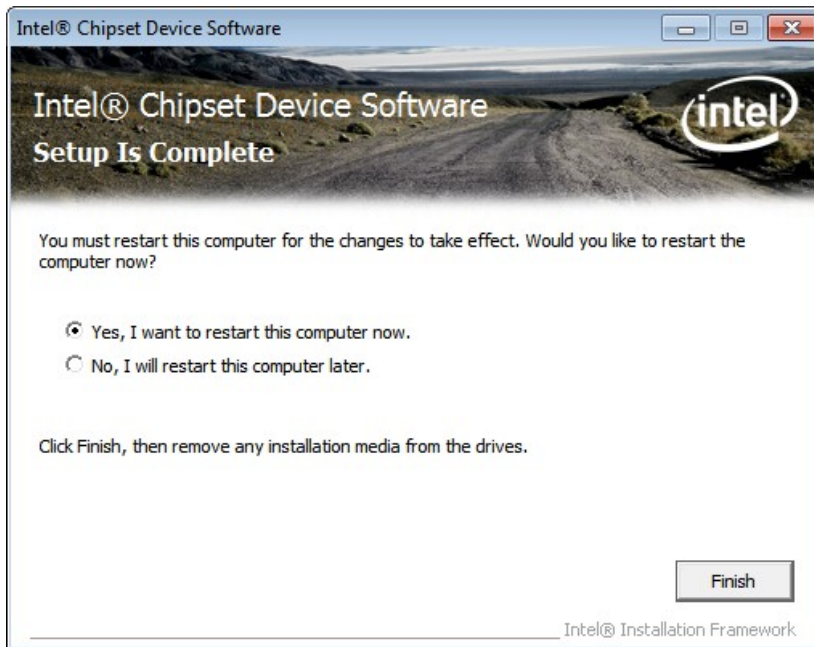 Intel® Chipset Device Software
Intel® Chipset Device Software
intel
Setup Is Complete
You must restart this computer for the changes to take effect. Would you like to restart the
computer now?
Yes, I want to restart this computer now.
No, I will restart this computer later.
Click Finish, then remove any installation media from the drives.
Finish
Intel® Installation Framework